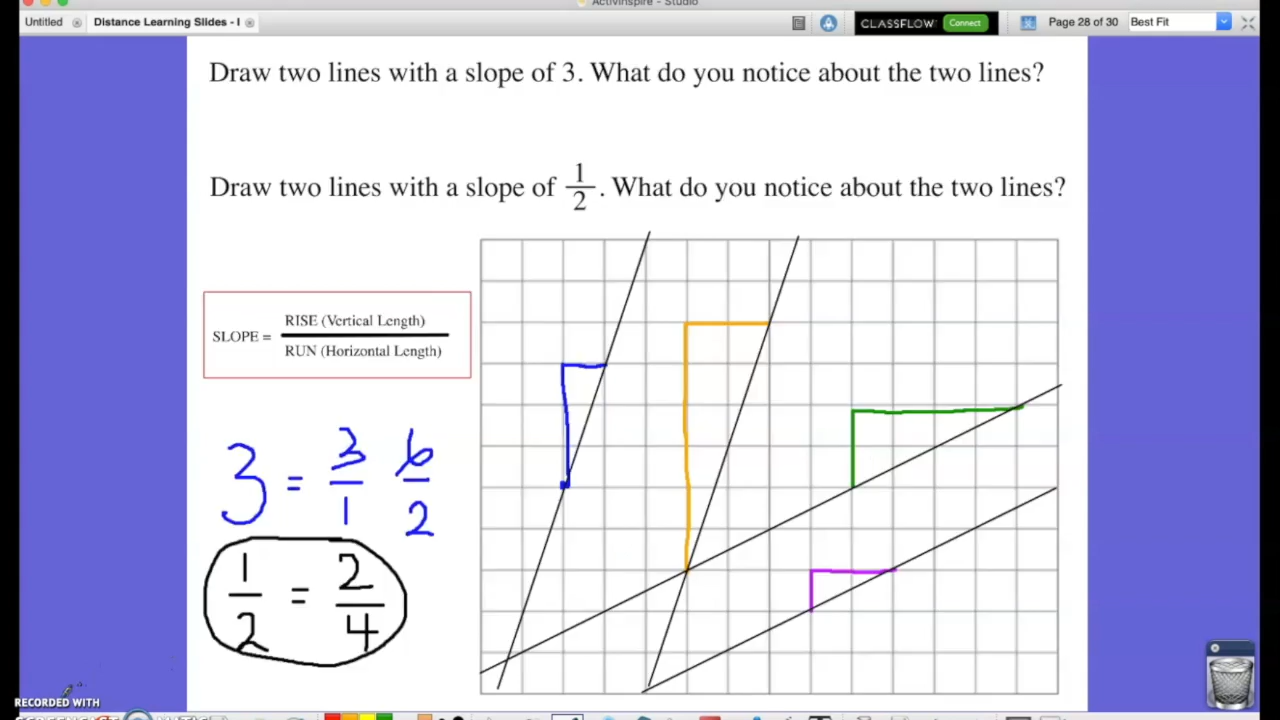 ActivInspire - Studio
Untitled
Distance Learning Slides - I
CLASSFLOW Connect
Page 28 of 30
Best Fit
Draw two lines with a slope of 3. What do you notice about the two lines?
Draw two lines with a slope of 1/2. What do you notice about the two lines?
SLOPE = RISE (Vertical Length)
RUN (Horizontal Length)
3 = 3/1 6/2
1/2 = 2/4
RECORDED WITH